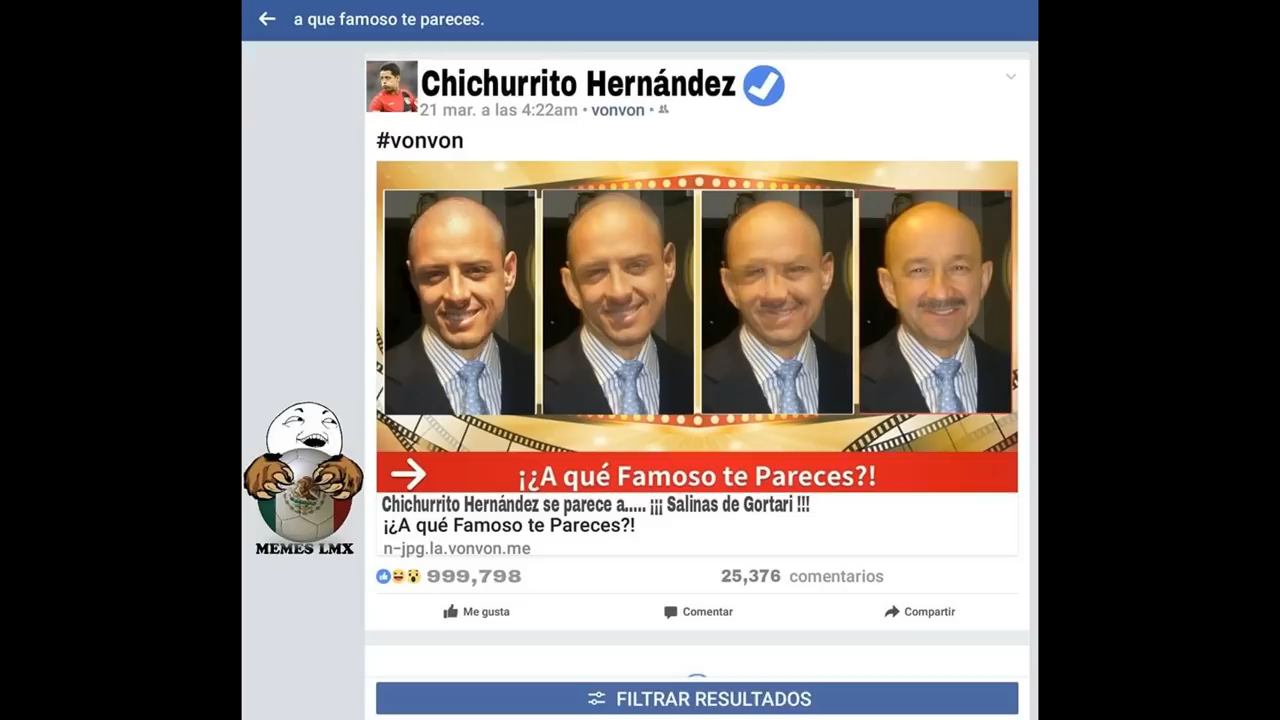 a que famoso te pareces.
Chichurrito Hernández
21 mar. a las 4:22am • vonvon •
#vonvon
¡¿A qué Famoso te Pareces?!
Chichurrito Hernández se parece a..... ¡¡¡ Salinas de Gortari !!!
¡¿A qué Famoso te Pareces?!
n-jpg.la.vonvon.me
MEMES LMX
999,798 25,376 comentarios
Me gusta Comentar Compartir
FILTRAR RESULTADOS